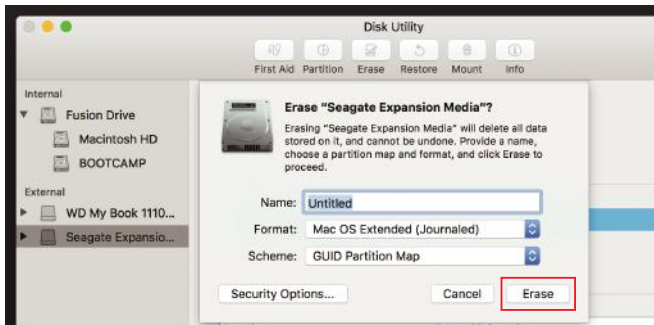 Disk Utility
First Aid Partition Erase Restore Mount Info
Internal
Fusion Drive
Macintosh HD
BOOTCAMP
External
WD My Book 1110...
Seagate Expansio...
Erase “Seagate Expansion Media”?
Erasing “Seagate Expansion Media” will delete all data
stored on it, and cannot be undone. Provide a name,
choose a partition map and format, and click Erase to
proceed.
Name: Untitled
Format: Mac OS Extended (Journaled)
Scheme: GUID Partition Map
Security Options... Cancel Erase